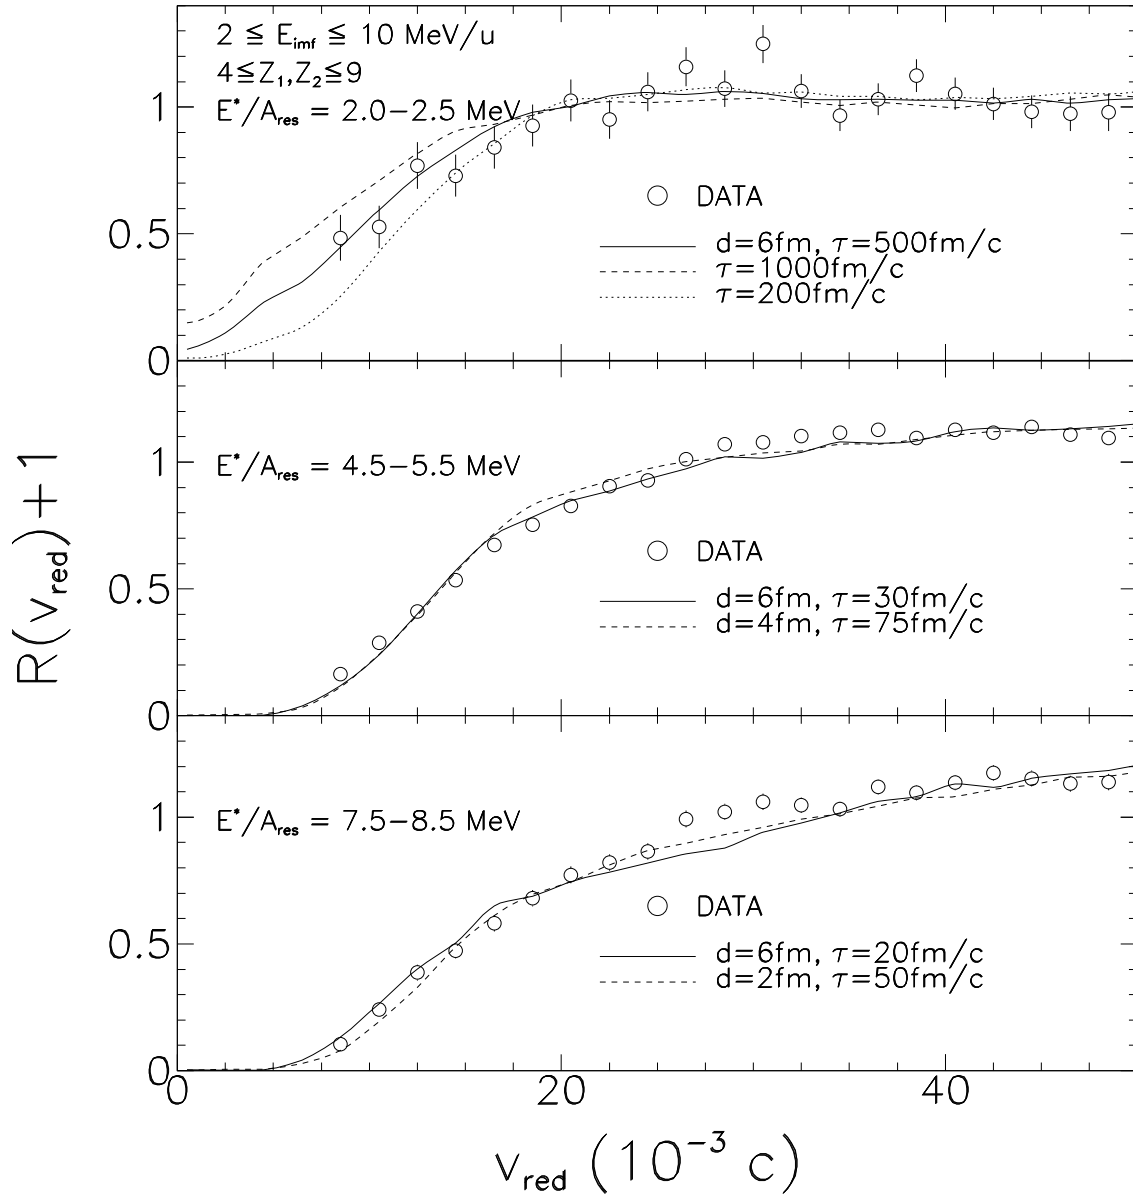 2 ≤ E_imf ≤ 10 MeV/u
4≤Z_1,Z_2≤9
E*/A_res = 2.0−2.5 MeV
1
0.5
0
DATA
d=6fm, τ=500fm/c
τ=1000fm/c
τ=200fm/c
E*/A_res = 4.5−5.5 MeV
1
0.5
0
DATA
d=6fm, τ=30fm/c
d=4fm, τ=75fm/c
E*/A_res = 7.5−8.5 MeV
1
0.5
0
DATA
d=6fm, τ=20fm/c
d=2fm, τ=50fm/c
R(v_red)+1
0 20 40
v_red (10^−3 c)